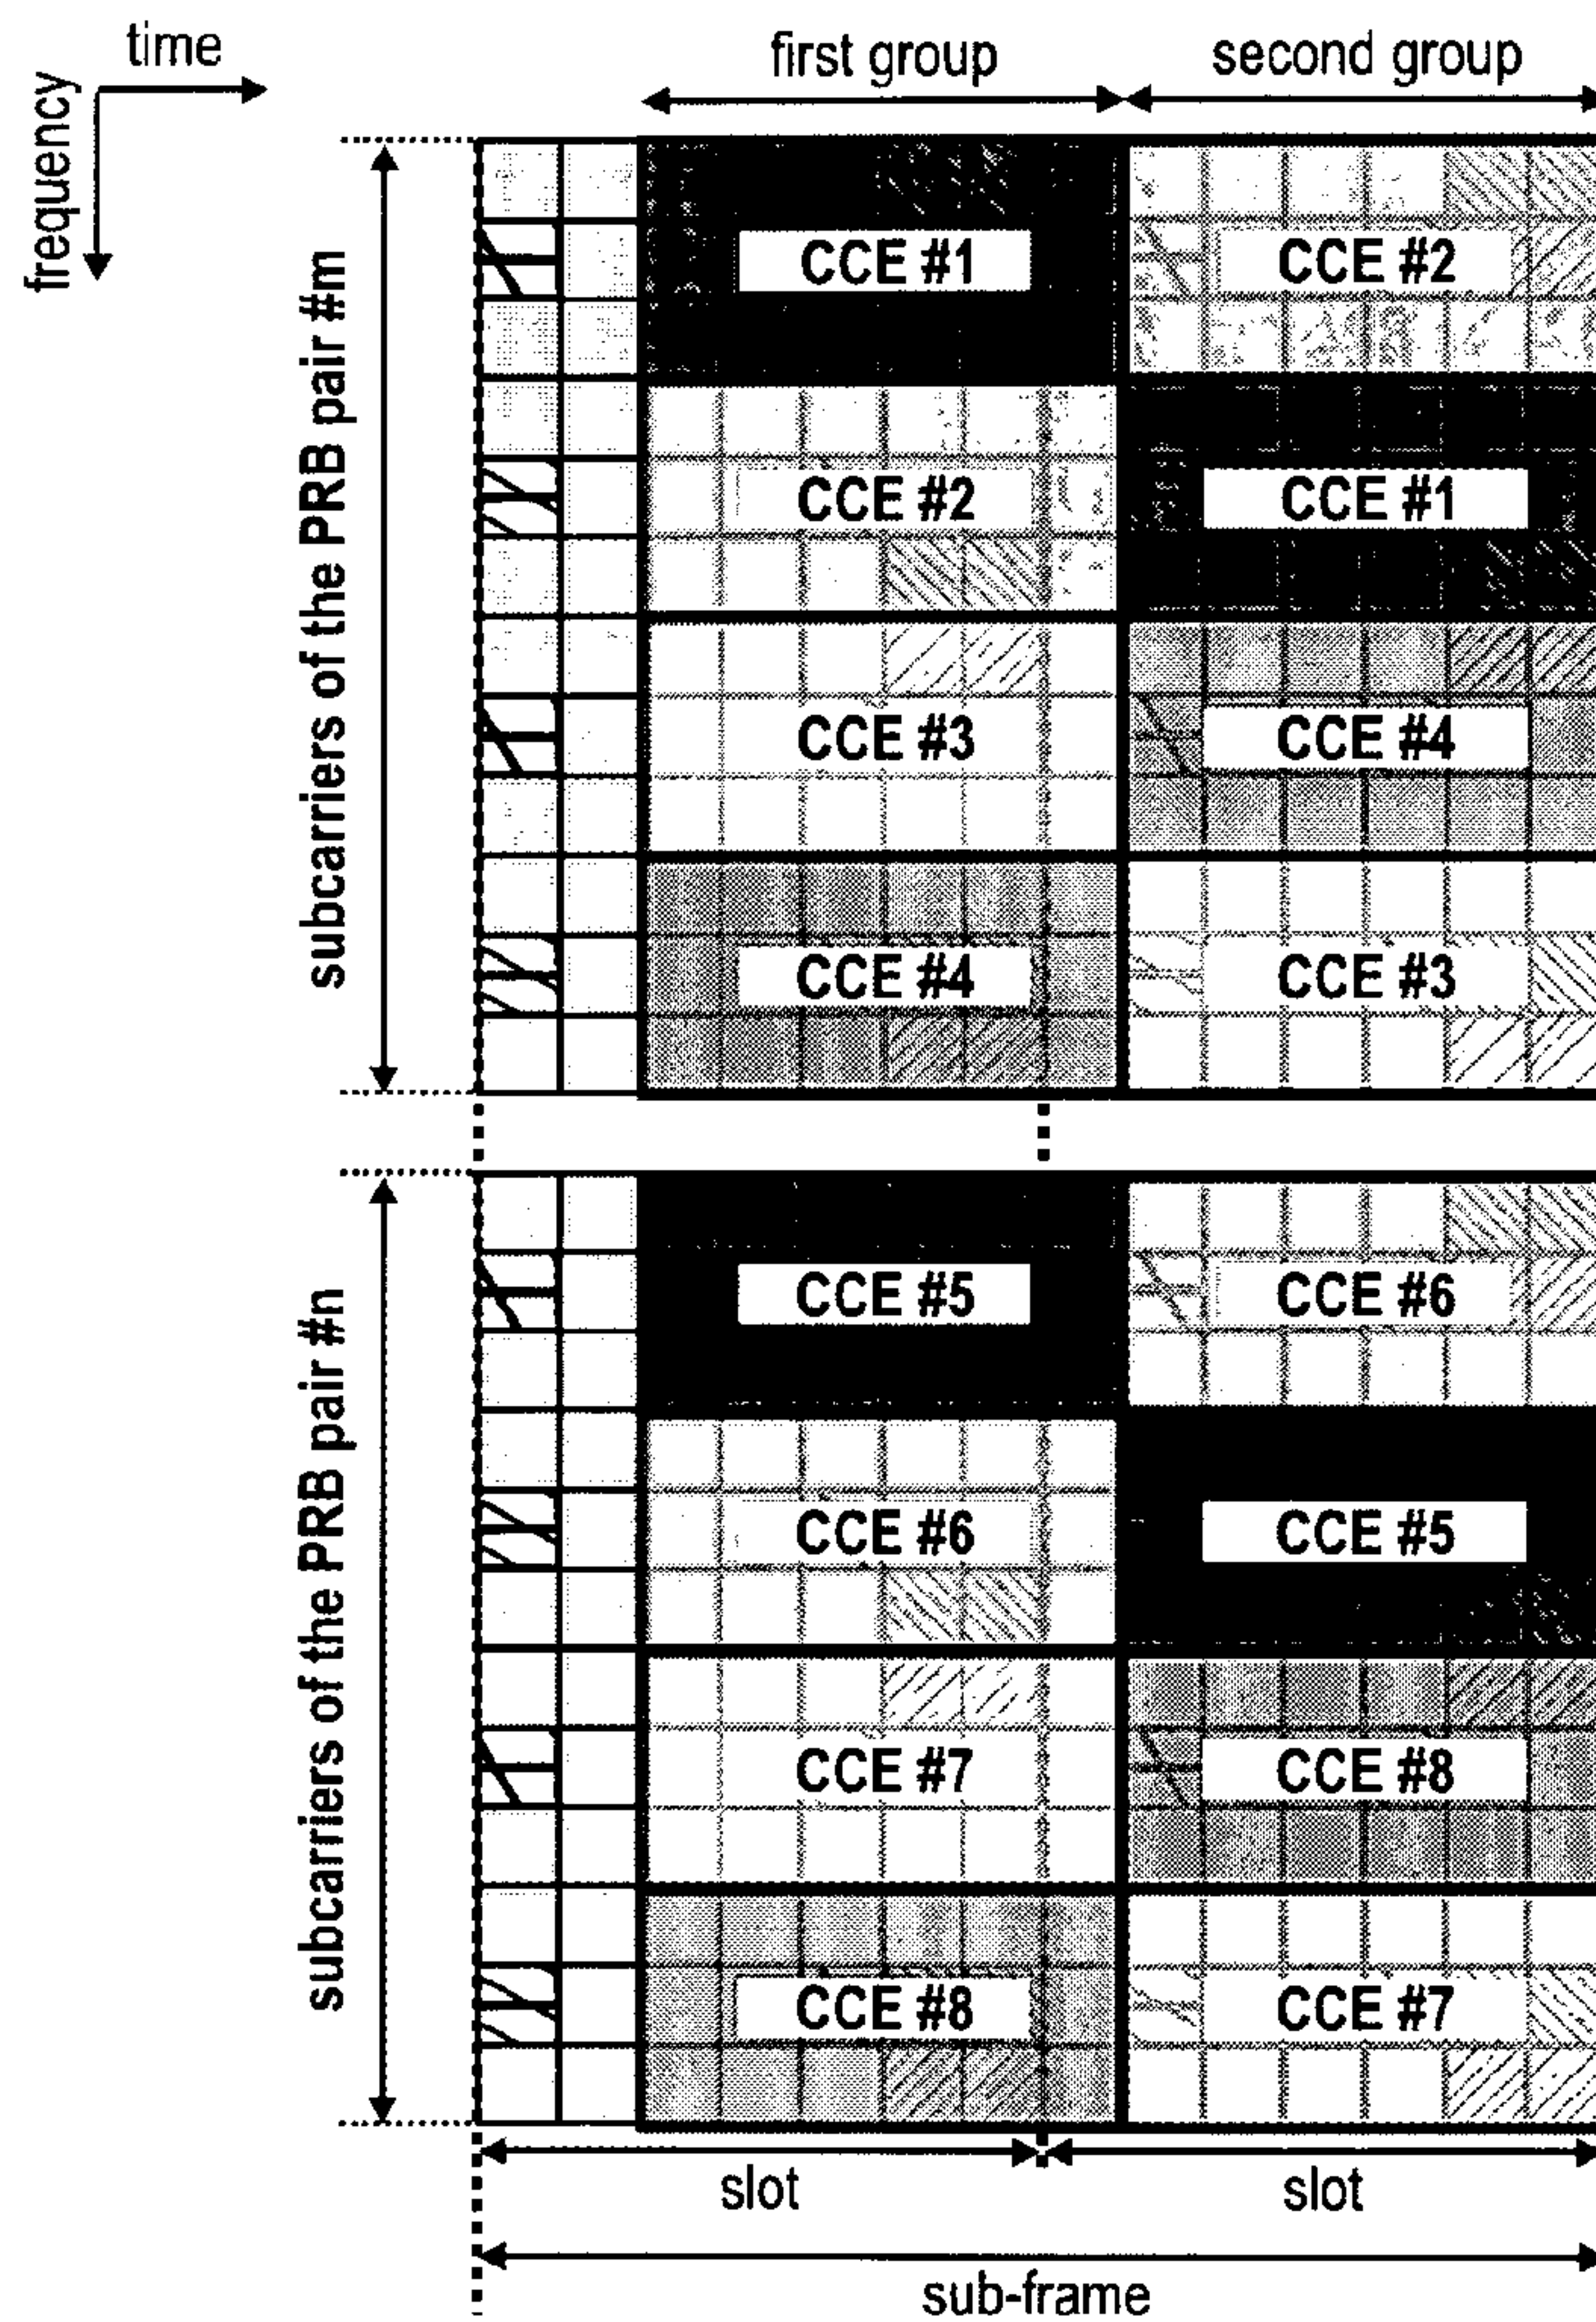 time
first group
second group
frequency
subcarriers of the PRB pair #m
CCE #1
CCE #2
CCE #2
CCE #1
CCE #3
CCE #4
CCE #4
CCE #3
subcarriers of the PRB pair #n
CCE #5
CCE #6
CCE #6
CCE #5
CCE #7
CCE #8
CCE #8
CCE #7
slot
slot
sub-frame